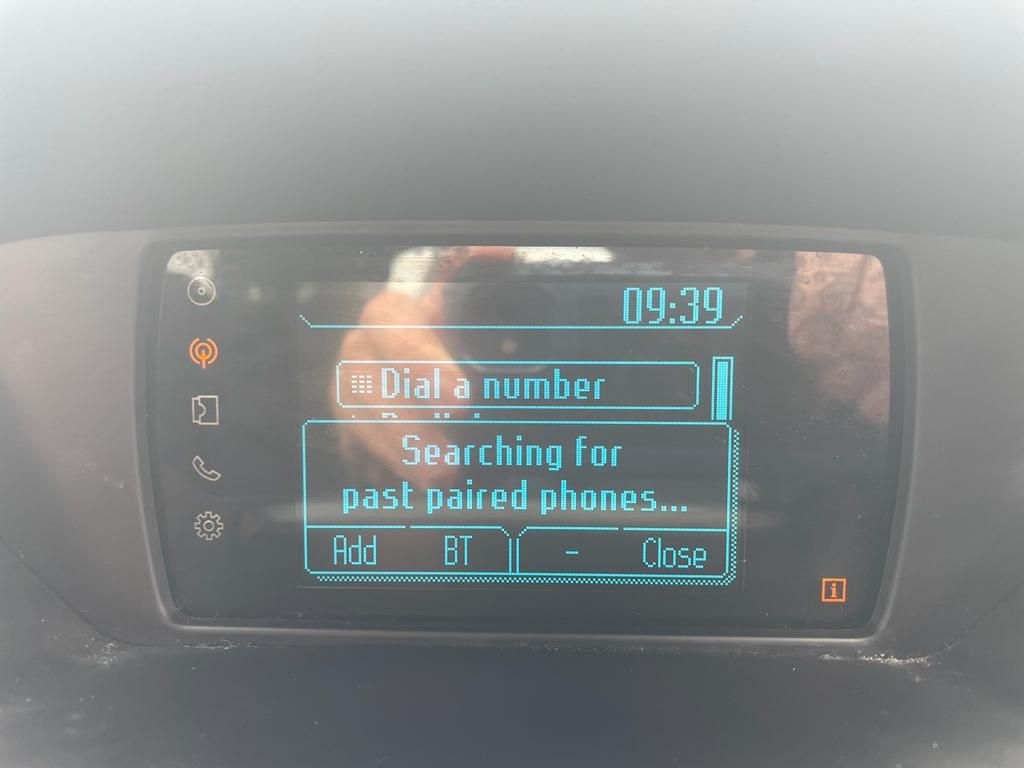 09:39
Dial a number
Searching for
past paired phones...
Add BT - Close
i